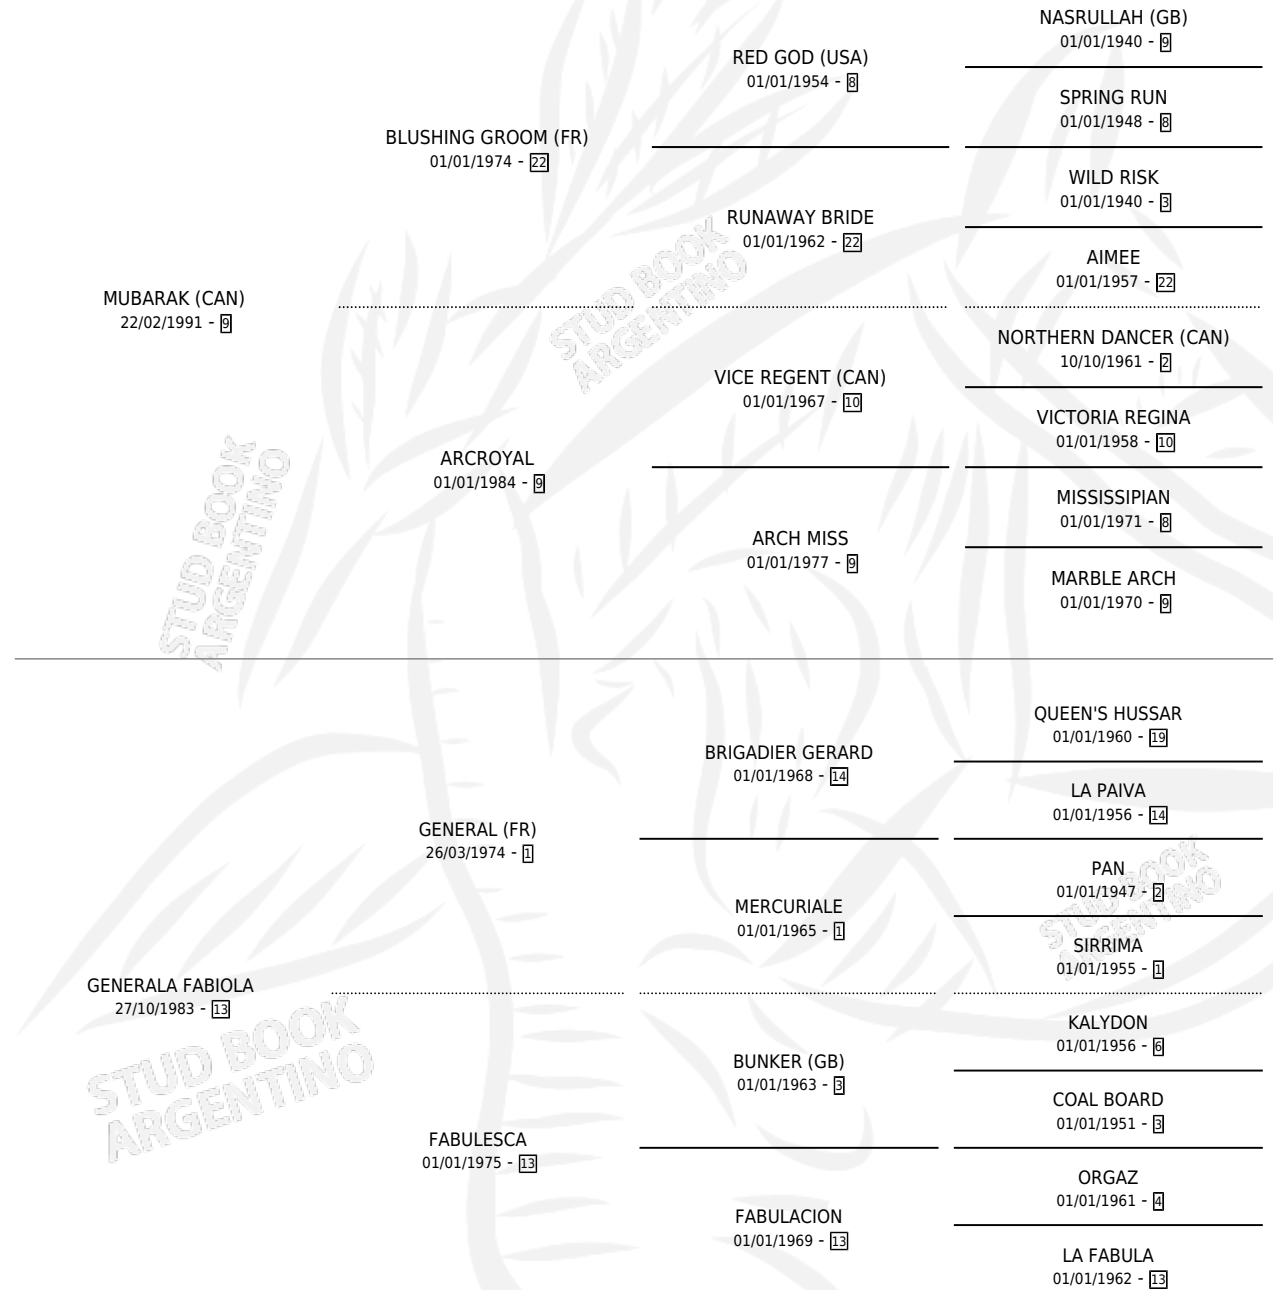 NASRULLAH (GB)
01/01/1940 - 9
RED GOD (USA)
01/01/1954 - 8
SPRING RUN
01/01/1948 - 8
BLUSHING GROOM (FR)
01/01/1974 - 22
WILD RISK
01/01/1940 - 3
RUNAWAY BRIDE
01/01/1962 - 22
AIMEE
01/01/1957 - 22
MUBARAK (CAN)
22/02/1991 - 9
NORTHERN DANCER (CAN)
10/10/1961 - 2
VICE REGENT (CAN)
01/01/1967 - 10
VICTORIA REGINA
01/01/1958 - 10
ARCROYAL
01/01/1984 - 9
MISSISSIPIAN
01/01/1971 - 8
ARCH MISS
01/01/1977 - 9
MARBLE ARCH
01/01/1970 - 9
QUEEN'S HUSSAR
01/01/1960 - 19
BRIGADIER GERARD
01/01/1968 - 14
LA PAIVA
01/01/1956 - 14
GENERAL (FR)
26/03/1974 - 1
PAN
01/01/1947 - 2
MERCURIALE
01/01/1965 - 1
SIRRIMA
01/01/1955 - 1
GENERALA FABIOLA
27/10/1983 - 13
KALYDON
01/01/1956 - 6
BUNKER (GB)
01/01/1963 - 3
COAL BOARD
01/01/1951 - 3
FABULESCA
01/01/1975 - 13
ORGAZ
01/01/1961 - 4
FABULACION
01/01/1969 - 13
LA FABULA
01/01/1962 - 13
STUD BOOK
ARGENTINO
STUD BOOK
ARGENTINO
STUD BOOK
ARGENTINO
STUD BOOK
ARGENTINO